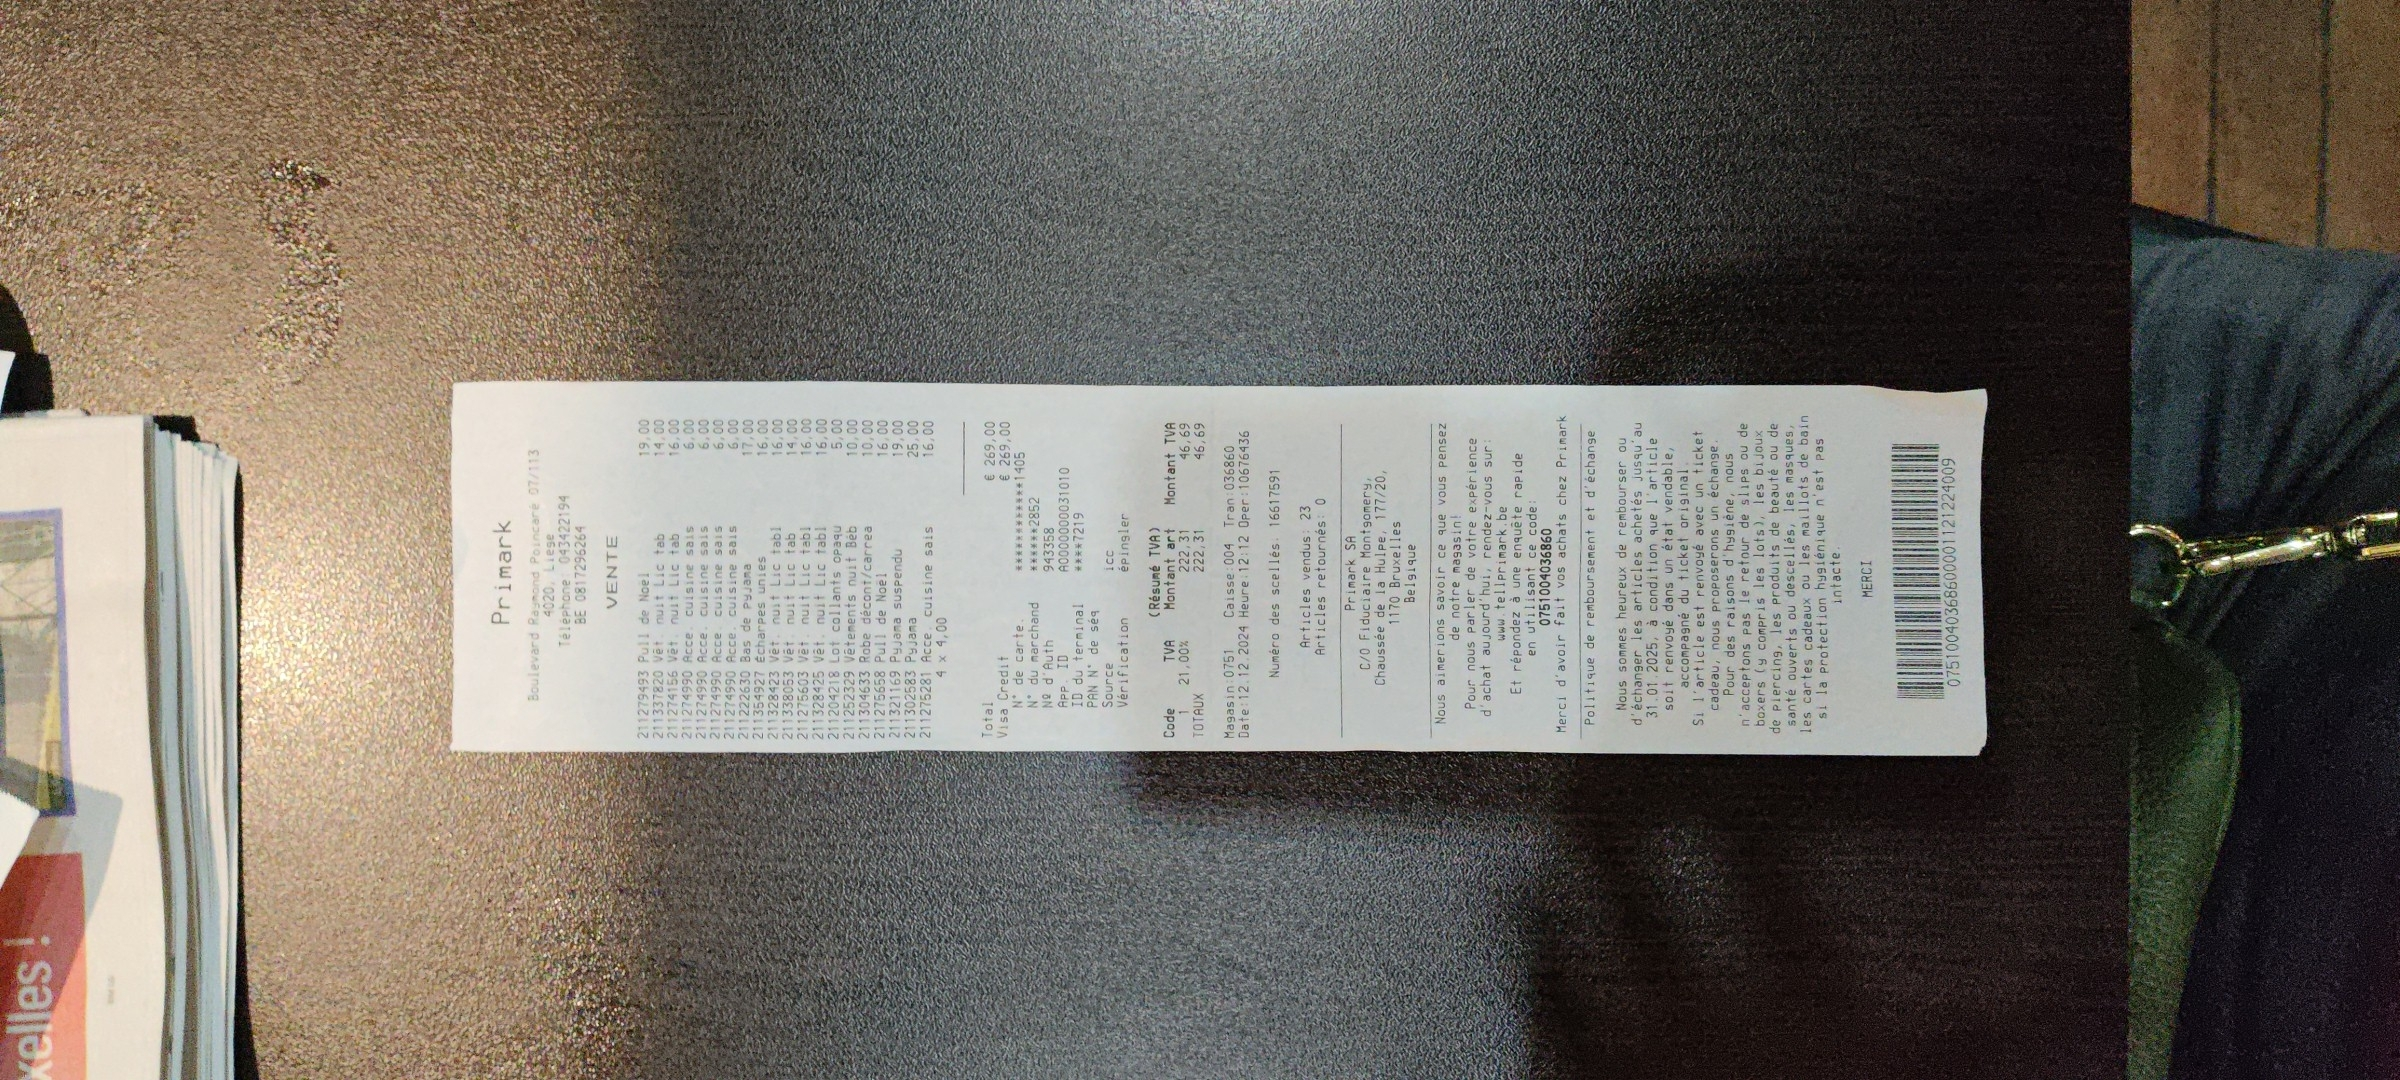 Primark
Boulevard Raymond Poincaré 07/113
4020, Liege
Téléphone 043422194
BE 0817296264
VENTE
211279493 Pull de Noël 19,00
211337820 Vêt. nuit Lic tab 14,00
211274156 Vêt. nuit Lic tab 16,00
211274990 Acce. cuisine sais 6,00
211274990 Acce. cuisine sais 6,00
211274990 Acce. cuisine sais 6,00
211274990 Acce. cuisine sais 6,00
211222630 Bas de pyjama 17,00
211354927 Écharpes unies 16,00
211328423 Vêt. nuit Lic tabl 16,00
211338053 Vêt. nuit Lic tab 14,00
211275603 Vêt. nuit Lic tabl 16,00
211328425 Vêt. nuit Lic tabl 16,00
211204218 Lot collants opaqu 5,00
211252329 Vêtements nuit Béb 10,00
211304633 Robe décont/carrea 10,00
211275658 Pull de Noël 16,00
211321169 Pyjama suspendu 19,00
211302583 Pyjama 25,00
211275281 Acce. cuisine sais 16,00
4 x 4,00
Total € 269,00
Visa Credit € 269,00
N° de carte. ************1405
N° du marchand ******2852
Nº d'Auth 943358
App. ID A0000000031010
ID du terminal ****7219
PAN N° de séq
Source icc
Vérification épingler
(Résumé TVA)
Code TVA Montant art Montant TVA
1 21,00% 222,31 46,69
TOTAUX 222,31 46,69
Magasin:0751 Caisse:004 Tran:036860
Date:12.12.2024 Heure:12:12 Oper:10676436
Numéro des scellés. 16617591
Articles vendus: 23
Articles retournés: 0
Primark SA
C/O Fiduciaire Montgomery,
Chaussée de la Hulpe, 177/20,
1170 Bruxelles
Belgique
Nous aimerions savoir ce que vous pensez
de notre magasin!
Pour nous parler de votre expérience
d'achat aujourd'hui, rendez-vous sur:
www.tellprimark.be
Et répondez à une enquête rapide
en utilisant ce code:
0751004036860
Merci d'avoir fait vos achats chez Primark
Politique de remboursement et d'échange
Nous sommes heureux de rembourser ou
d'échanger les articles achetés jusqu'au
31.01.2025, à condition que l'article
soit renvoyé dans un état vendable,
accompagné du ticket original.
Si l'article est renvoyé avec un ticket
cadeau, nous proposerons un échange.
Pour des raisons d'hygiène, nous
n'acceptons pas le retour de slips ou de
boxers (y compris les lots), les bijoux
de piercing, les produits de beauté ou de
santé ouverts ou descellés, les masques,
les cartes cadeaux ou les maillots de bain
si la protection hygiénique n'est pas
intacte.
MERCI
0751004036860001121224009
xelles !